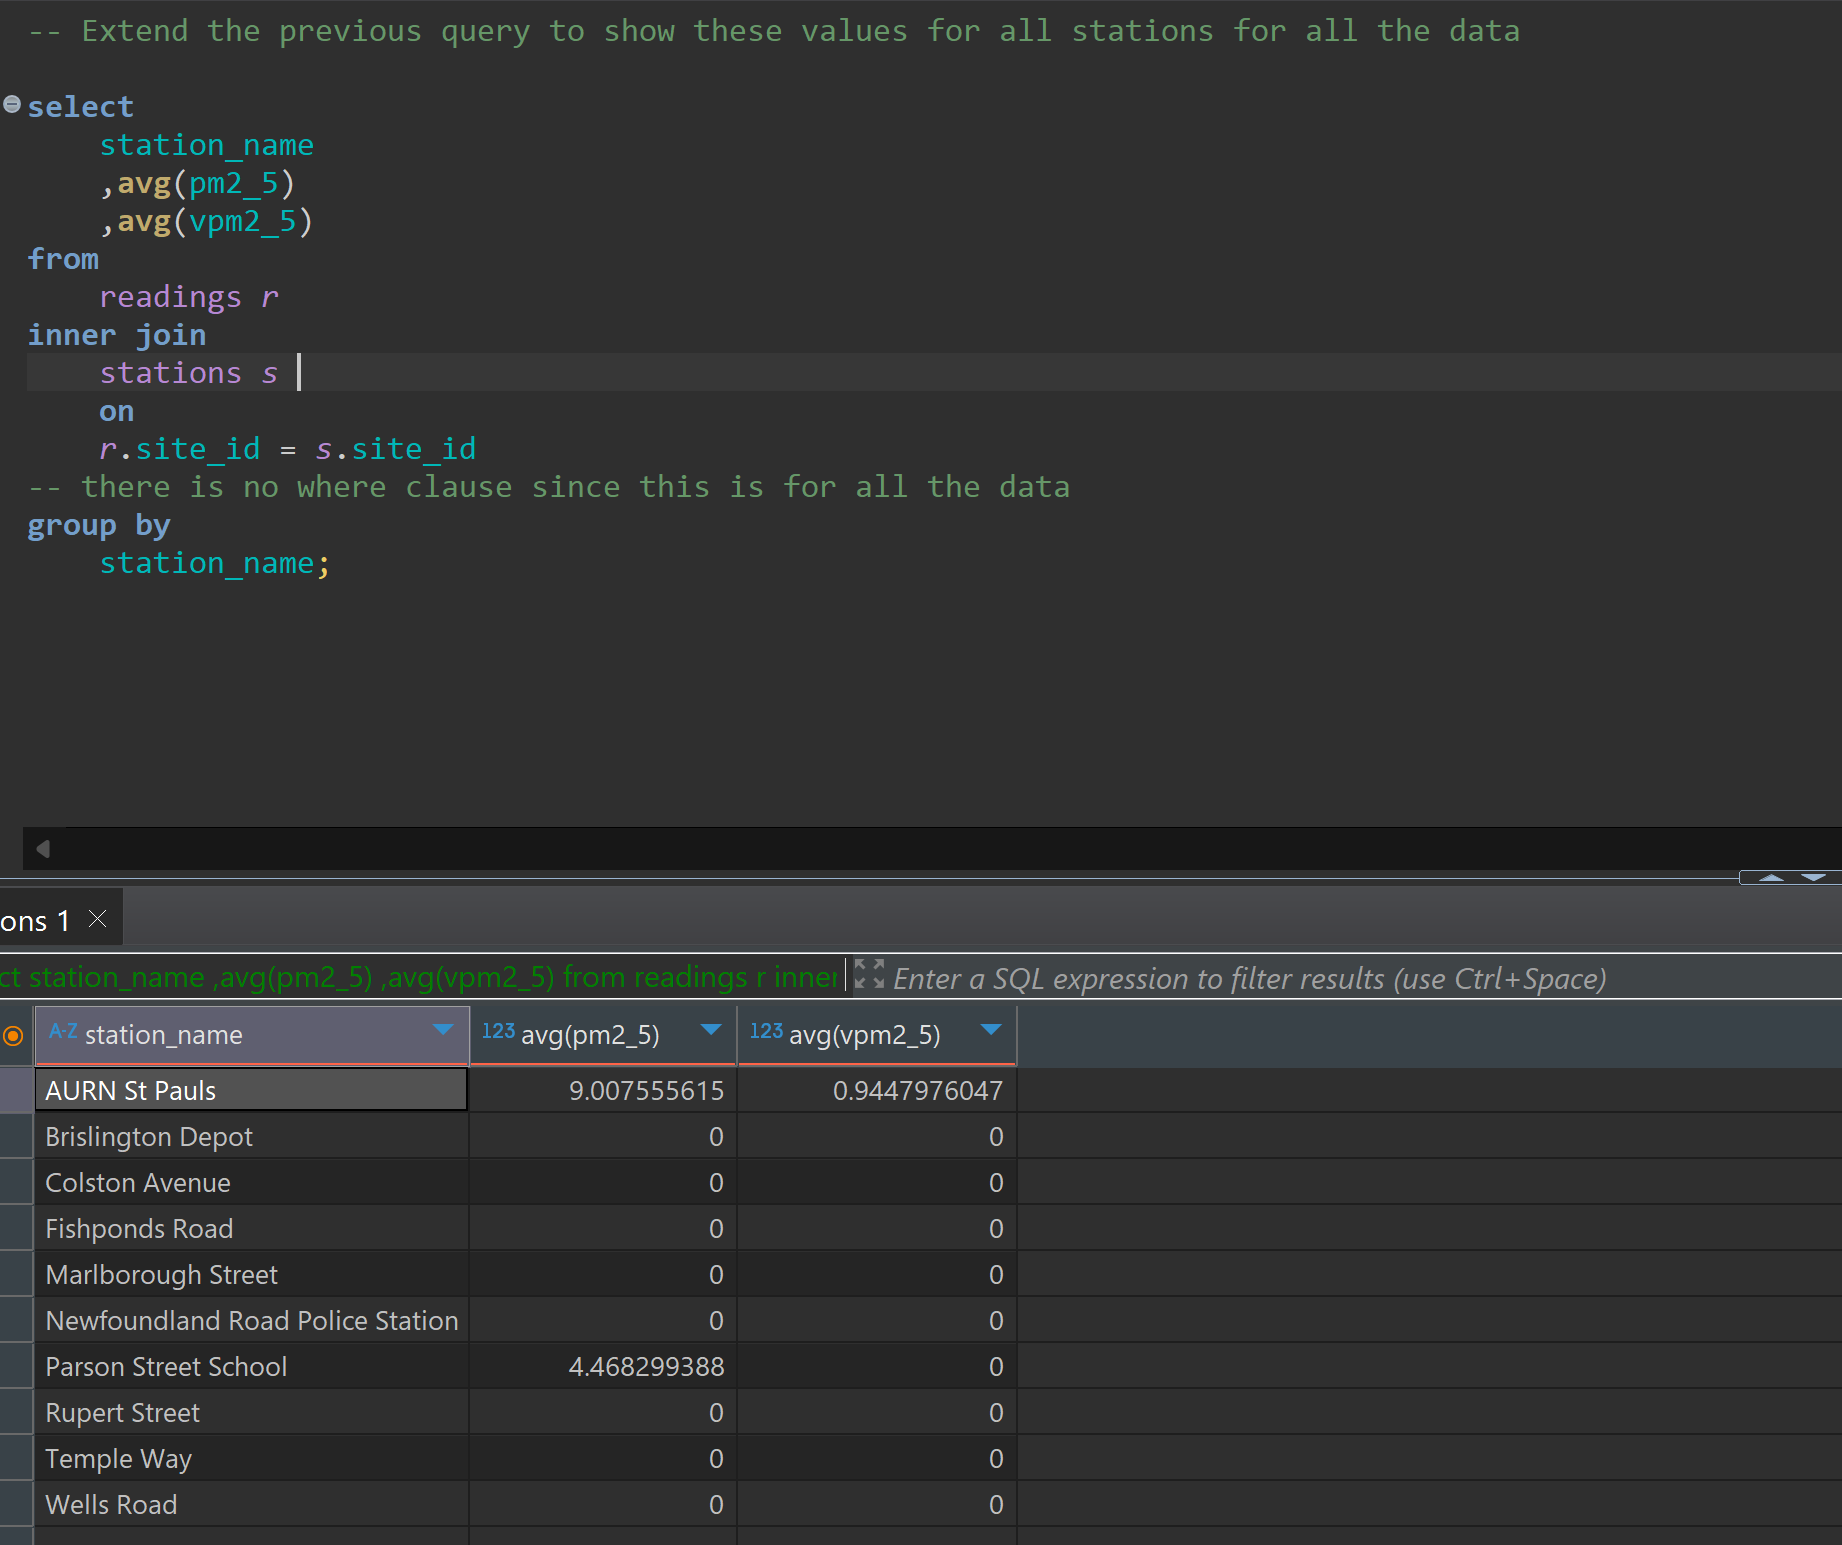 -- Extend the previous query to show these values for all stations for all the data
select
station_name
,avg(pm2_5)
,avg(vpm2_5)
from
readings r
inner join
stations s
on
r.site_id = s.site_id
-- there is no where clause since this is for all the data
group by
station_name;
ons 1
ct station_name ,avg(pm2_5) ,avg(vpm2_5) from readings r inner Enter a SQL expression to filter results (use Ctrl+Space)
A-Z station_name 123 avg(pm2_5) 123 avg(vpm2_5)
AURN St Pauls 9.007555615 0.9447976047
Brislington Depot 0 0
Colston Avenue 0 0
Fishponds Road 0 0
Marlborough Street 0 0
Newfoundland Road Police Station 0 0
Parson Street School 4.468299388 0
Rupert Street 0 0
Temple Way 0 0
Wells Road 0 0